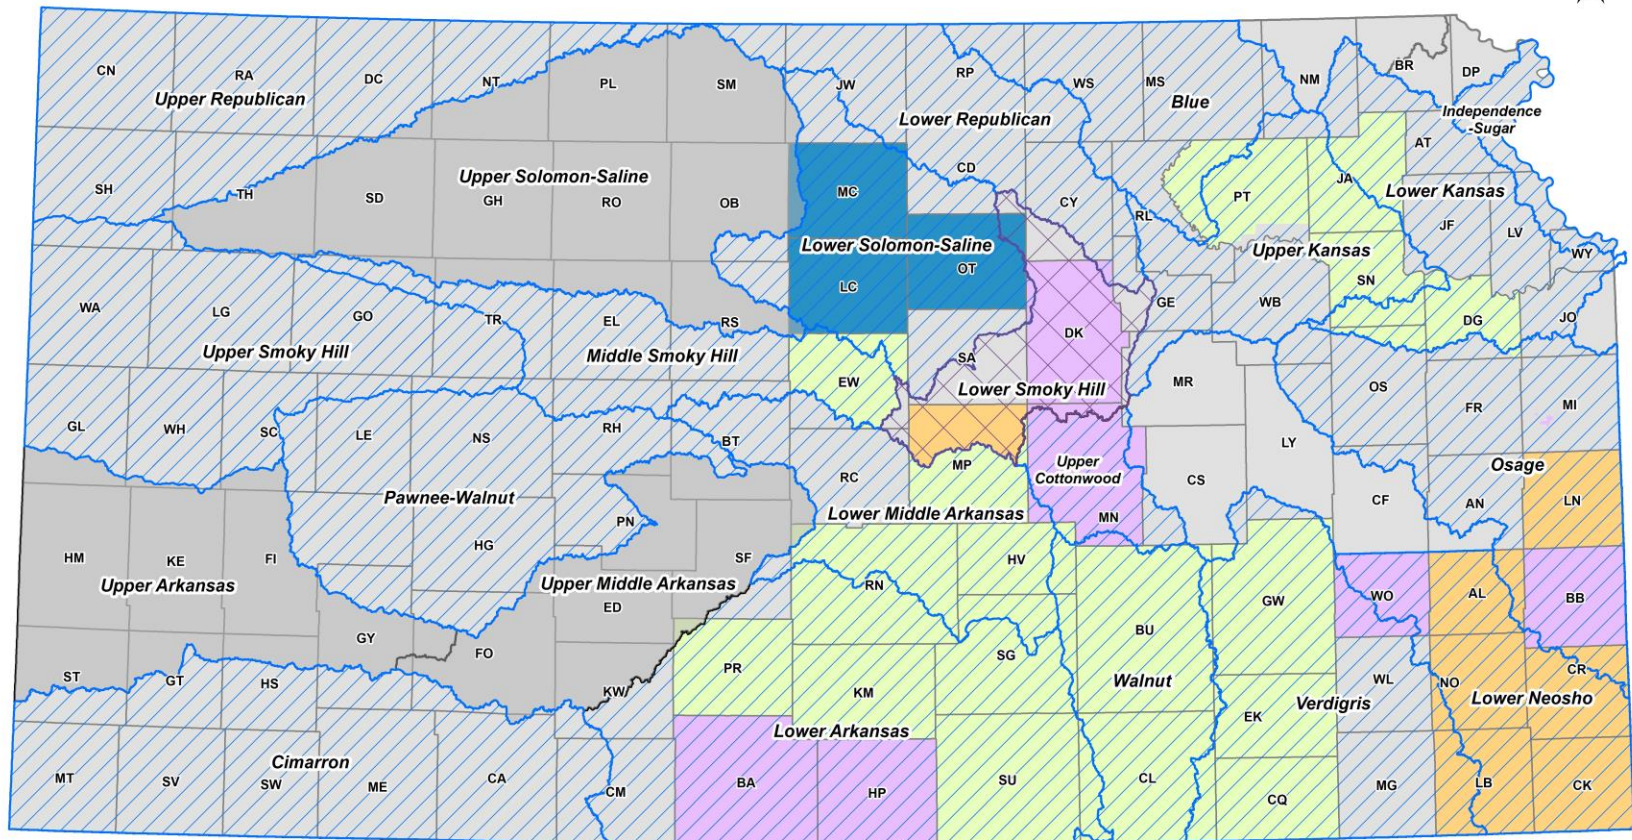 CN
RA
DC
NT
PL
SM
JW
RP
WS
MS
NM
BR
DP
Upper Republican
Lower Republican
Blue
Independence
-Sugar
SH
TH
SD
Upper Solomon-Saline
GH
RO
OB
MC
CD
CY
RL
PT
JA
AT
Lower Kansas
JF
LV
WY
Lower Solomon-Saline
OT
LC
Upper Kansas
SN
GE
WB
DG
JO
WA
LG
GO
TR
EL
RS
Upper Smoky Hill
Middle Smoky Hill
EW
SA
DK
Lower Smoky Hill
MR
OS
FR
MI
GL
WH
SC
LE
NS
RH
BT
RC
MP
Upper
Cottonwood
MN
CS
LY
CF
AN
Osage
LN
Pawnee-Walnut
PN
Lower Middle Arkansas
HM
KE
FI
HG
SF
Upper Arkansas
Upper Middle Arkansas
ED
RN
HV
GW
WO
AL
BB
GY
FO
BU
ST
GT
HS
KW
PR
KM
SG
Walnut
EK
Verdigris
WL
NO
CR
Lower Neosho
Lower Arkansas
Cimarron
MT
SV
SW
ME
CA
CM
BA
HP
SU
CL
CQ
MG
LB
CK